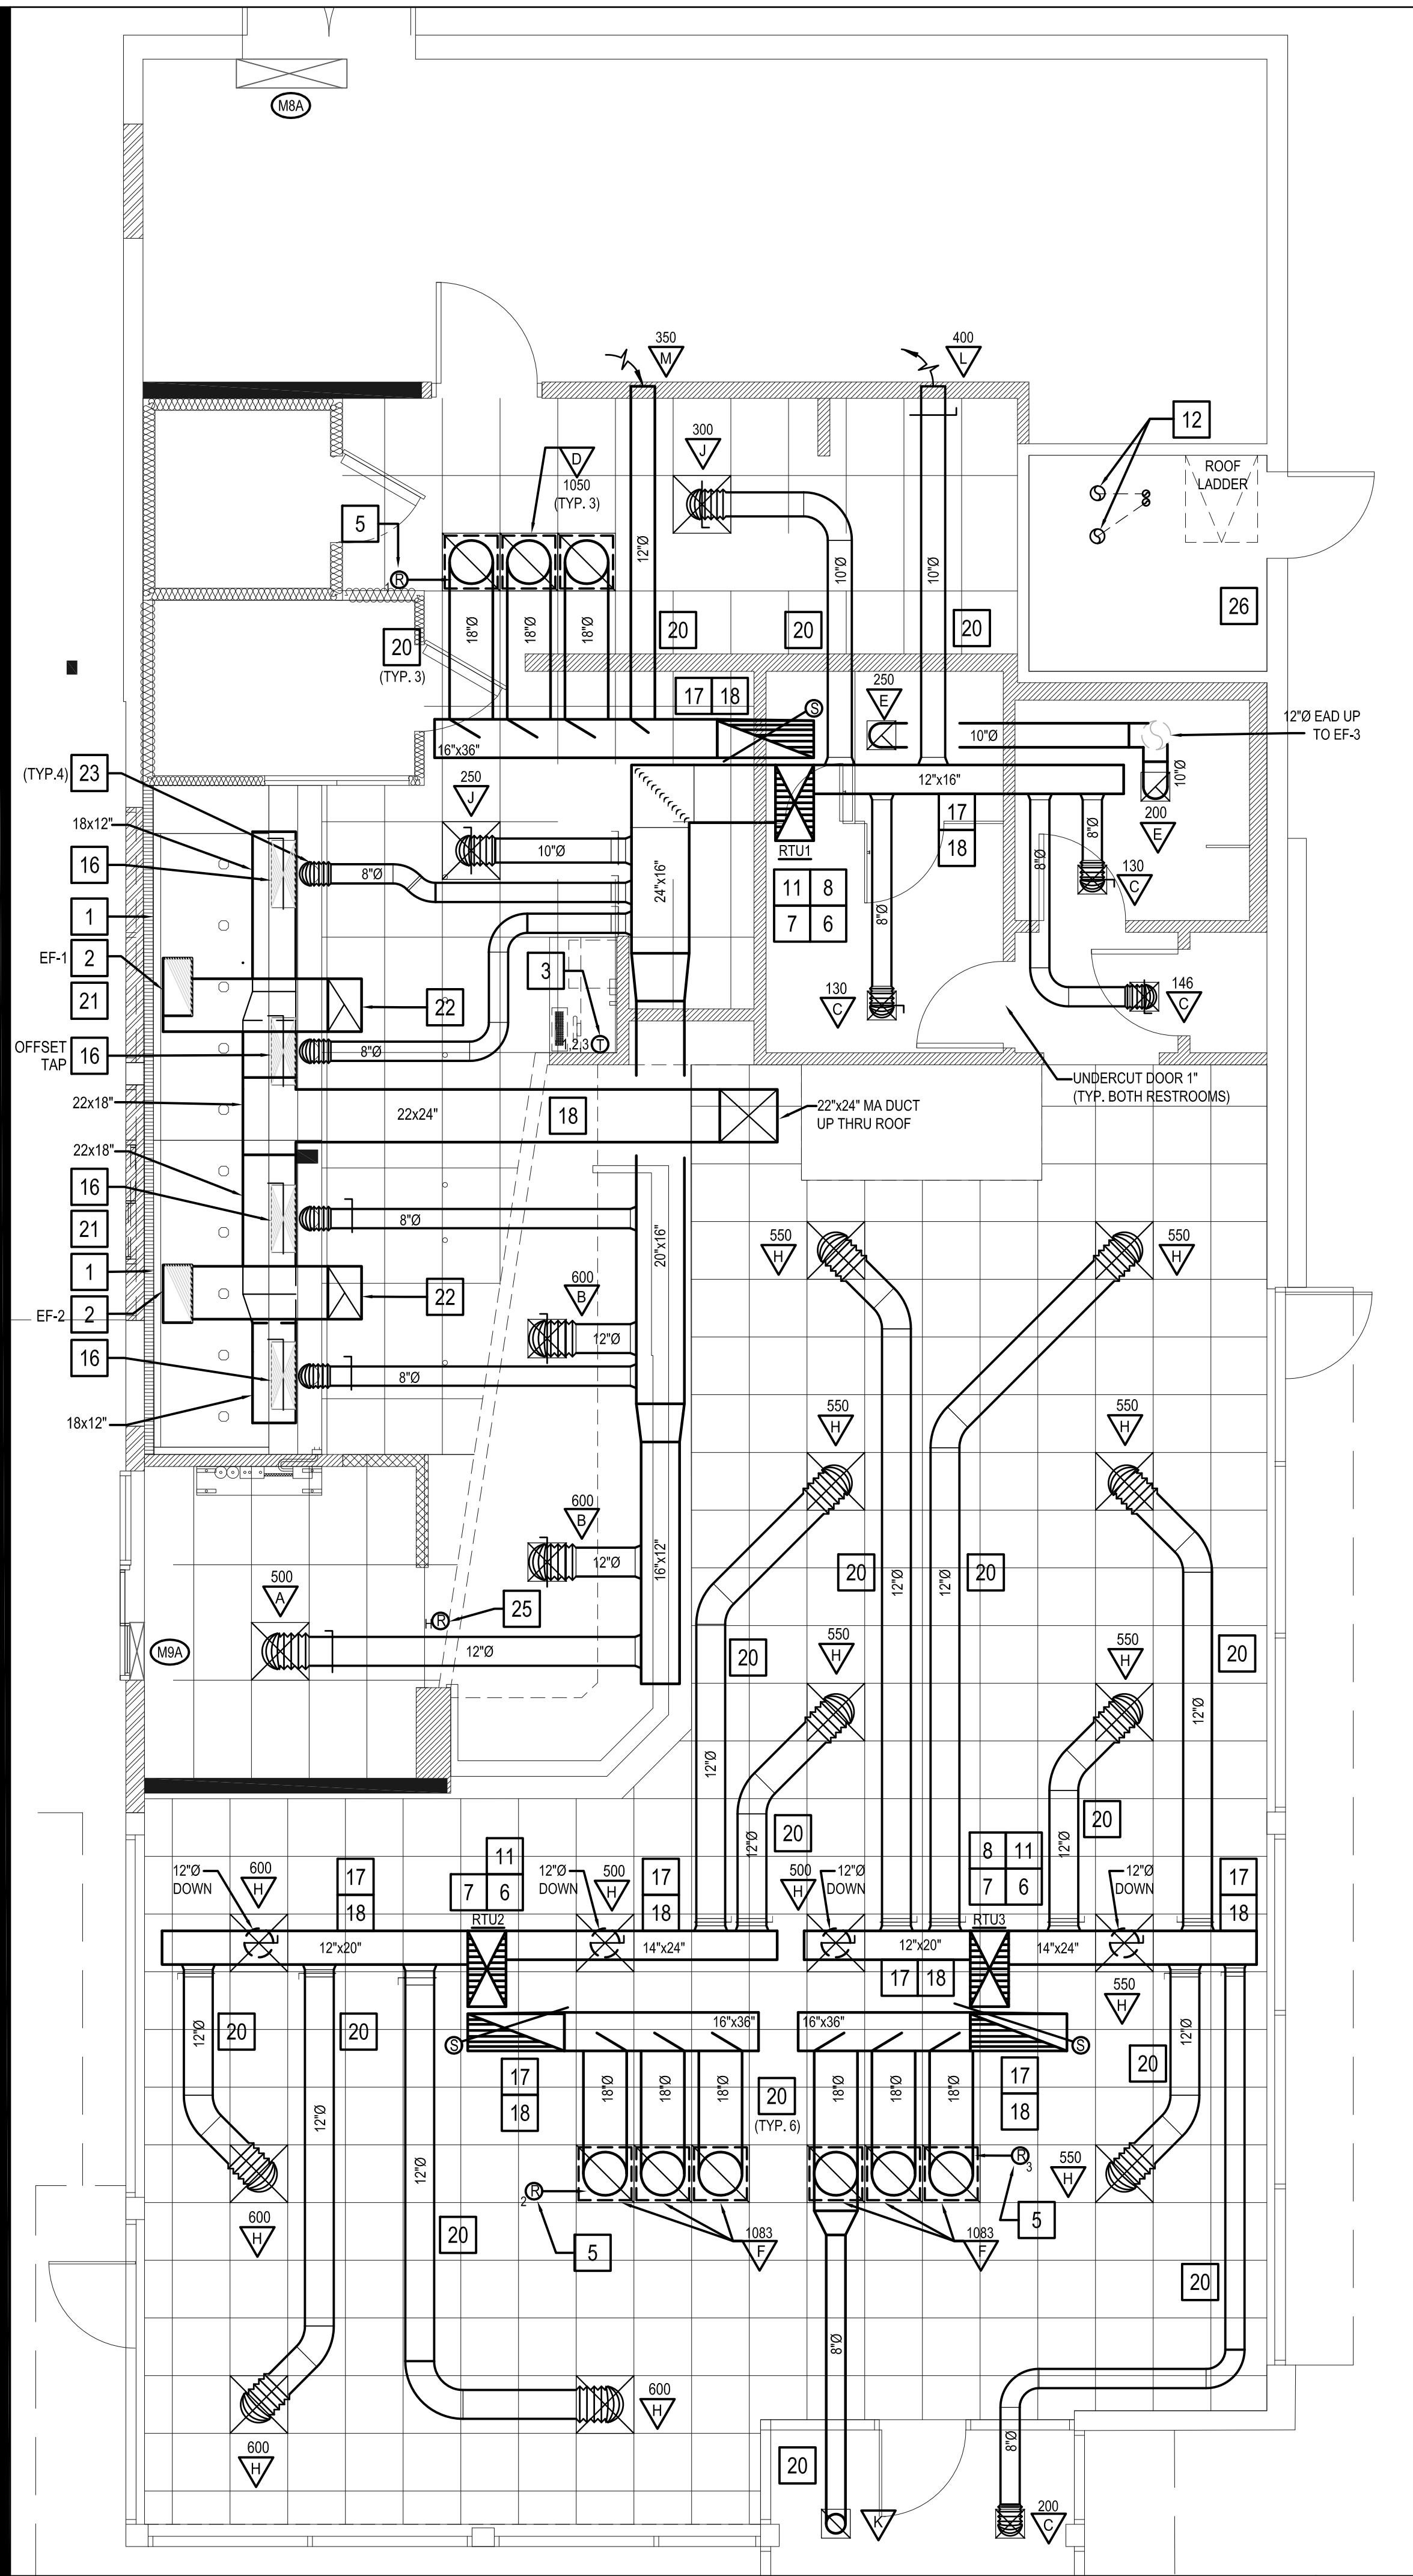 M8A
350
M
400
L
300
J
12
ROOF
LADDER
D
1050
(TYP. 3)
5
R
1
12"Ø
10"Ø
10"Ø
26
18"Ø
18"Ø
18"Ø
20
(TYP. 3)
20
20
20
17
18
S
250
E
12"Ø EAD UP
TO EF-3
10"Ø
16"x36"
10"Ø
(TYP.4)
23
250
J
12"x16"
200
E
18x12"
17
18
8"Ø
16
10"Ø
RTU1
8"Ø
8"Ø
24"x16"
130
C
11
8
7
6
1
8"Ø
EF-1
2
3
130
C
146
C
21
22
OFFSET
TAP
16
8"Ø
1,2,3
T
UNDERCUT DOOR 1"
(TYP. BOTH RESTROOMS)
22x18"
22x24"
18
22"x24" MA DUCT
UP THRU ROOF
22x18"
16
8"Ø
21
20"x16"
550
H
550
H
1
EF-2
2
22
600
B
12"Ø
16
8"Ø
18x12"
550
H
550
H
600
B
12"Ø
16"x12"
20
12"Ø
12"Ø
20
500
A
25
R
H
M9A
12"Ø
20
550
H
550
H
20
12"Ø
12"Ø
20
20
12"Ø
12"Ø
12"Ø
DOWN
600
H
17
18
11
7
6
12"Ø
DOWN
500
H
17
18
500
H
12"Ø
DOWN
8
11
7
6
12"Ø
DOWN
17
18
RTU2
RTU3
12"x20"
14"x24"
12"x20"
14"x24"
17
18
550
H
12"Ø
20
20
16"x36"
16"x36"
12"Ø
S
S
20
12"Ø
17
18
18"Ø
18"Ø
18"Ø
20
(TYP. 6)
18"Ø
18"Ø
18"Ø
17
18
12"Ø
R
2
R
3
550
H
600
H
20
5
1083
F
1083
F
5
20
8"Ø
600
H
600
H
8"Ø
20
K
200
C